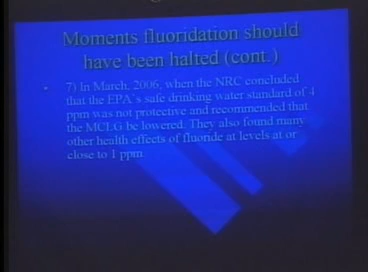 Moments fluoridation should
have been halted (cont.)
• 7) In March, 2006, when the NRC concluded
that the EPA's safe drinking water standard of 4
ppm was not protective and recommended that
the MCLG be lowered. They also found many
other health effects of fluoride at levels at or
close to 1 ppm